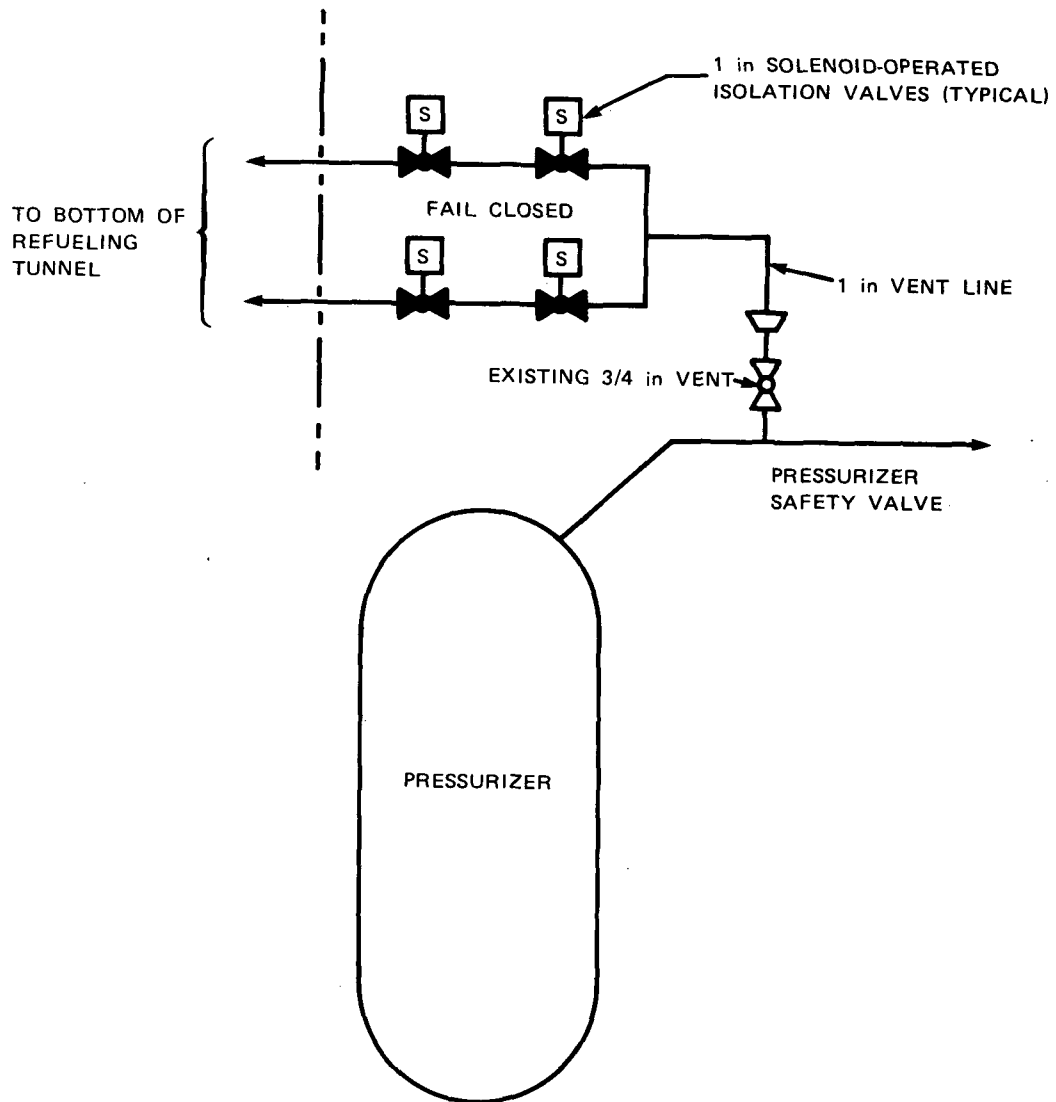 1 in SOLENOID-OPERATED
ISOLATION VALVES (TYPICAL)
S
S
TO BOTTOM OF
REFUELING
TUNNEL
FAIL CLOSED
S
S
1 in VENT LINE
EXISTING 3/4 in VENT
PRESSURIZER
SAFETY VALVE
PRESSURIZER